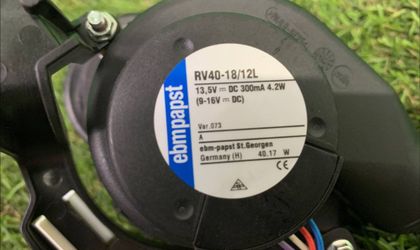 ebmpapst
RV40-18/12L
13,5V ⎓ DC 300mA 4.2W
(9-16V ⎓ DC)
Var.073
A
ebm-papst St.Georgen
Germany (H) 40.17 W
CE